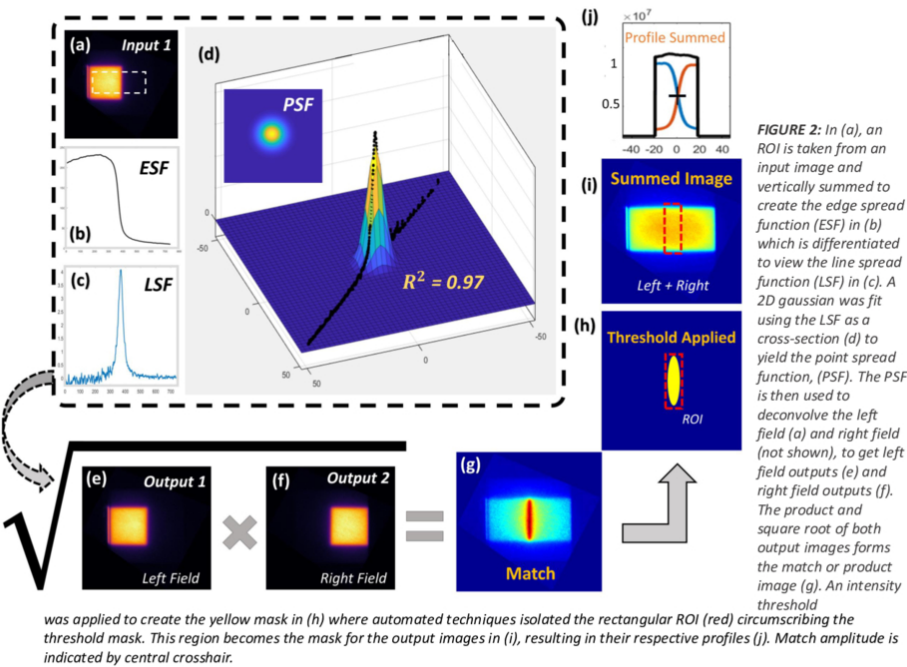 (a) Input 1
ESF
(b)
(c) LSF
(d)
PSF
R² = 0.97
0
-50
0
50
50
0
-50
(e) Output 1
Left Field
(f) Output 2
Right Field
(g)
Match
(h)
Threshold Applied
ROI
(i)
Summed Image
Left + Right
(j)
×10⁷
Profile Summed
1
0.5
-40 -20 0 20 40
FIGURE 2: In (a), an
ROI is taken from an
input image and
vertically summed to
create the edge spread
function (ESF) in (b)
which is differentiated
to view the line spread
function (LSF) in (c). A
2D gaussian was fit
using the LSF as a
cross-section (d) to
yield the point spread
function, (PSF). The PSF
is then used to
deconvolve the left
field (a) and right field
(not shown), to get left
field outputs (e) and
right field outputs (f).
The product and
square root of both
output images forms
the match or product
image (g). An intensity
threshold
was applied to create the yellow mask in (h) where automated techniques isolated the rectangular ROI (red) circumscribing the
threshold mask. This region becomes the mask for the output images in (i), resulting in their respective profiles (j). Match amplitude is
indicated by central crosshair.